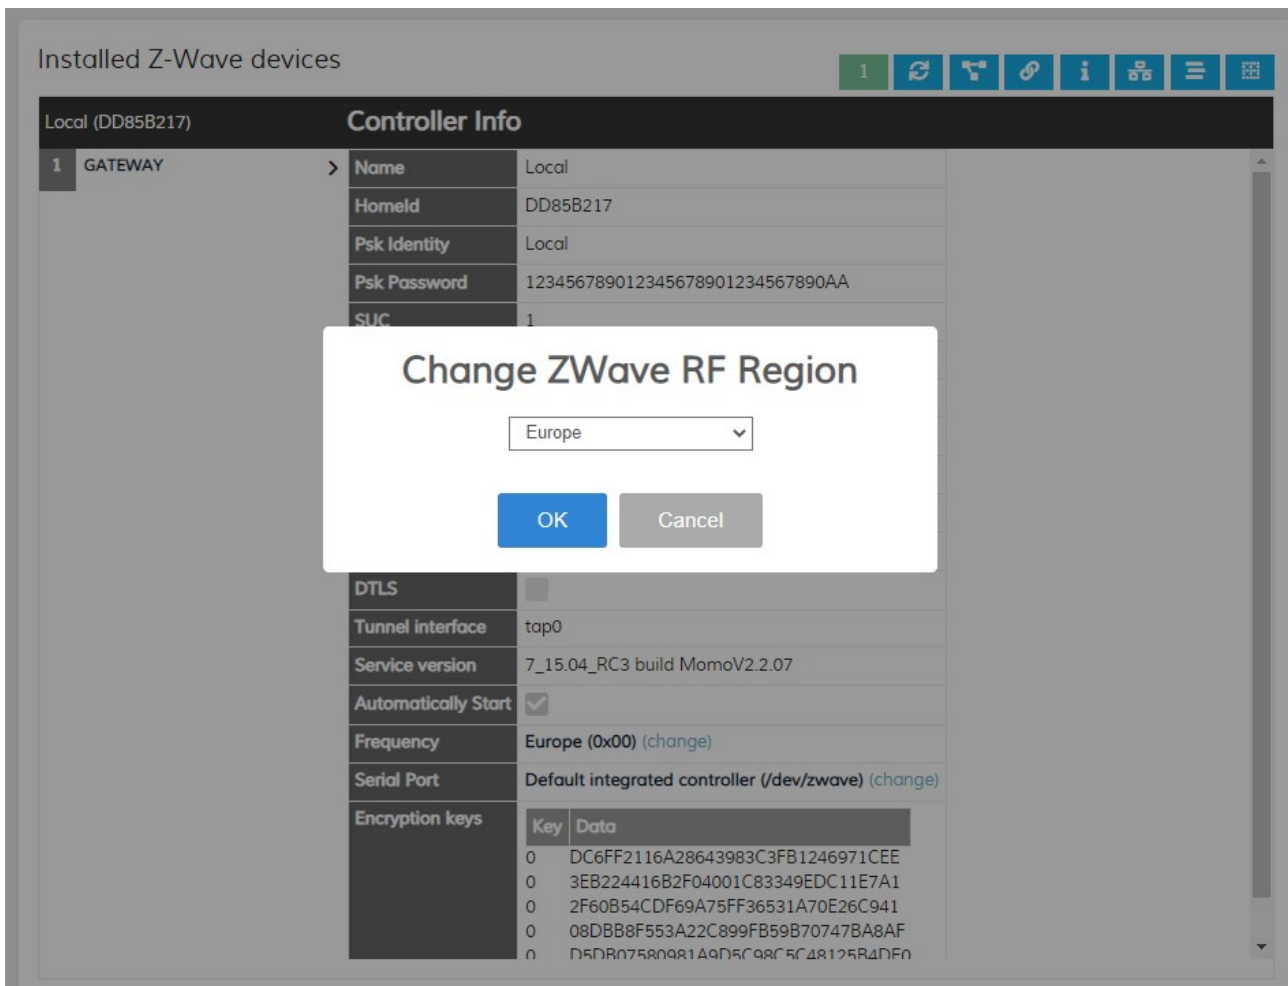 Installed Z-Wave devices
1
Local (DD85B217) Controller Info
1 GATEWAY
Name Local
HomeId DD85B217
Psk Identity Local
Psk Password 123456789012345678901234567890AA
SUC 1
Change ZWave RF Region
Europe
OK Cancel
DTLS
Tunnel interface tap0
Service version 7_15.04_RC3 build MomoV2.2.07
Automatically Start
Frequency Europe (0x00) (change)
Serial Port Default integrated controller (/dev/zwave) (change)
Encryption keys
Key Data
0 DC6FF2116A28643983C3FB1246971CEE
0 3EB224416B2F04001C83349EDC11E7A1
0 2F60B54CDF69A75FF36531A70E26C941
0 08DBB8F553A22C899FB59B70747BA8AF
0 D5DB07580981A9D5C98C5C48125B4DE0